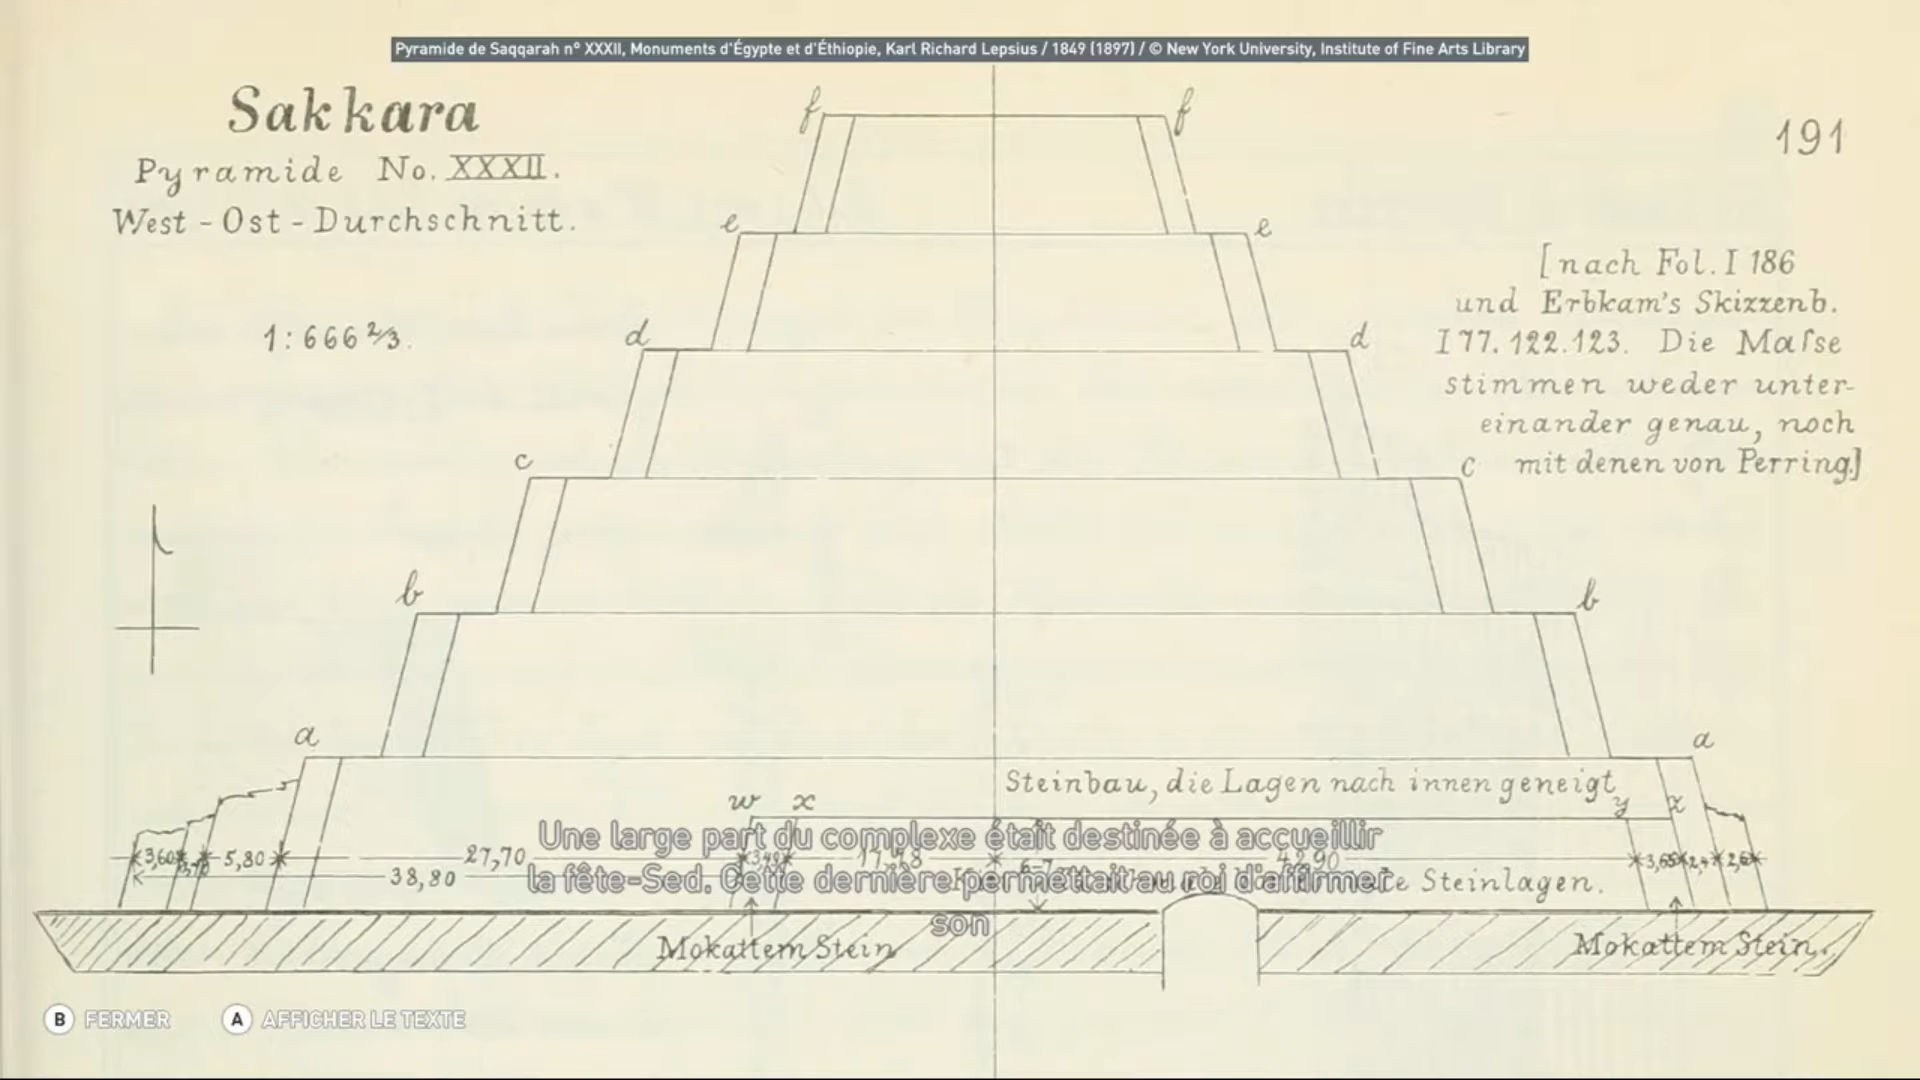 Pyramide de Saqqarah n° XXXII, Monuments d'Égypte et d'Éthiopie, Karl Richard Lepsius / 1849 (1897) / © New York University, Institute of Fine Arts Library
Sakkara
Pyramide No. XXXII.
West-Ost-Durchschnitt.
1:666 2/3.
191
[nach Fol. I 186
und Erbkam's Skizzenb.
I 77. 122. 123. Die Maſse
stimmen weder unter-
einander genau, noch
mit denen von Perring.]
f f
e e
d d
c c
b b
a a
Steinbau, die Lagen nach innen geneigt
w x y z
Une large part du complexe était destinée à accueillir
la fête-Sed. Cette dernière permettait au roi d'affirmer
son
3,60 5,80 27,70 42,90
38,80 6-7 Steinlagen.
Mokattem Stein Mokattem Stein.
B FERMER A AFFICHER LE TEXTE